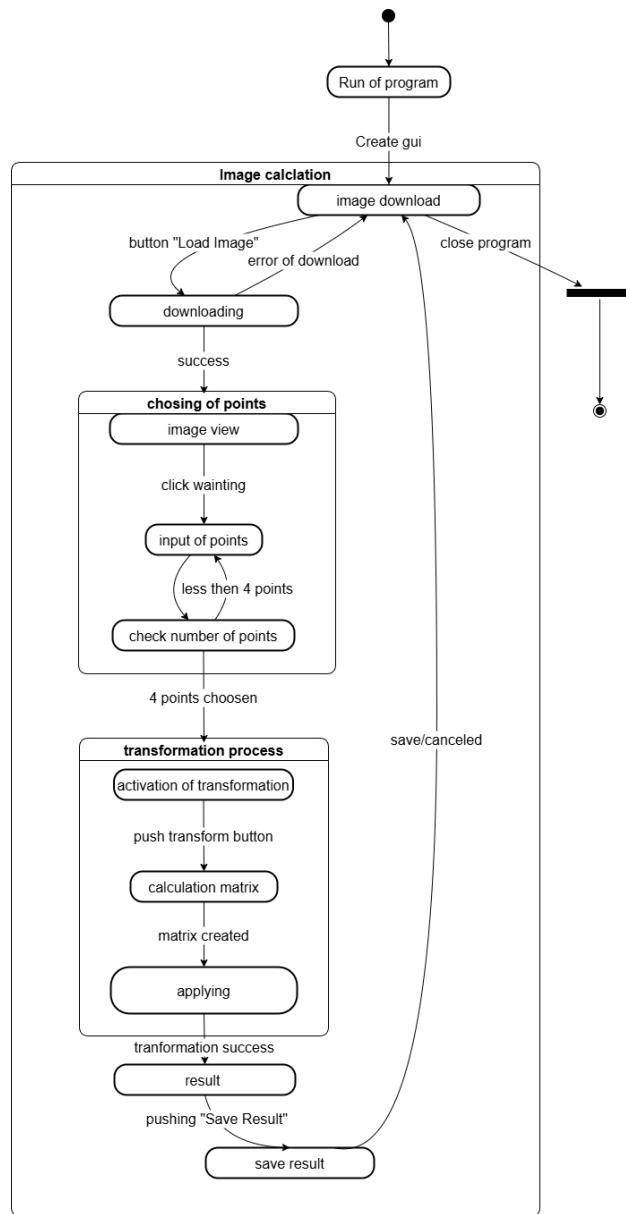 Run of program
Create gui
Image calclation
image download
button "Load Image"
error of download
close program
downloading
success
chosing of points
image view
click wainting
input of points
less then 4 points
check number of points
4 points choosen
save/canceled
transformation process
activation of transformation
push transform button
calculation matrix
matrix created
applying
tranformation success
result
pushing "Save Result"
save result